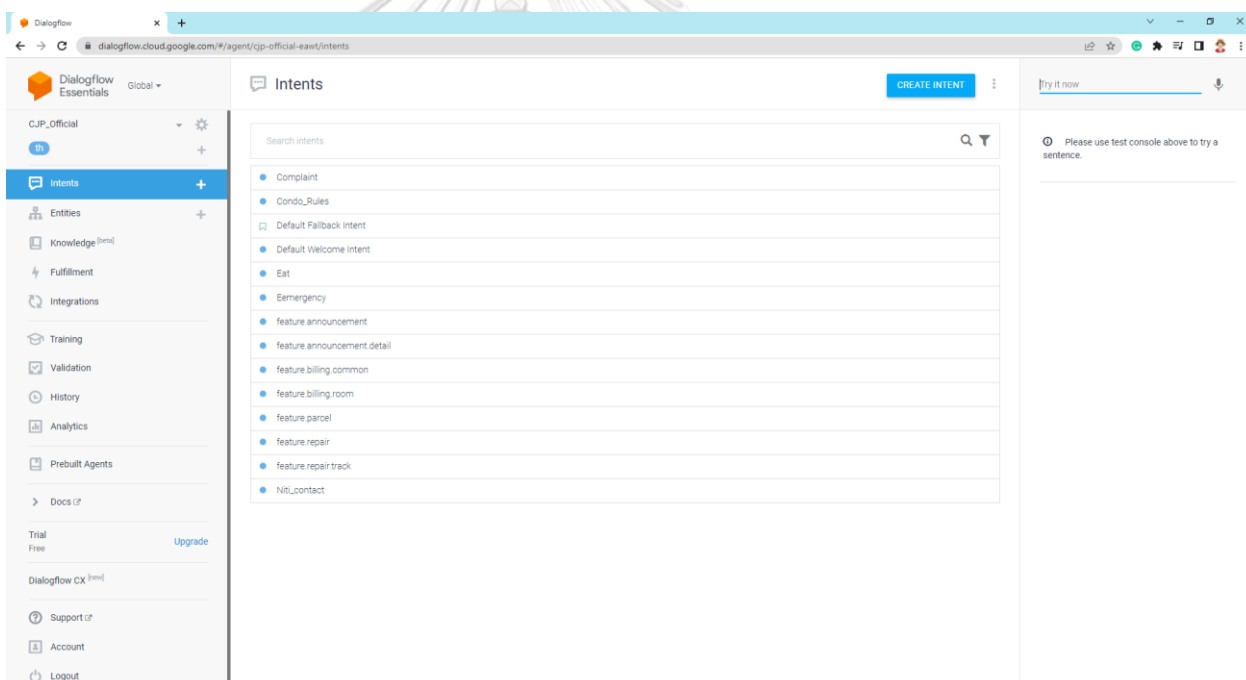 Dialogflow
dialogflow.cloud.google.com/#/agent/cjp-official-eawt/intents
Dialogflow
Essentials
Global
CJP_Official
th
Intents
Entities
Knowledge [beta]
Fulfillment
Integrations
Training
Validation
History
Analytics
Prebuilt Agents
Docs
Trial
Free
Upgrade
Dialogflow CX [new]
Support
Account
Logout
Intents
CREATE INTENT
Search intents
Complaint
Condo_Rules
Default Fallback Intent
Default Welcome Intent
Eat
Eemergency
feature.announcement
feature.announcement.detail
feature.billing.common
feature.billing.room
feature.parcel
feature.repair
feature.repair.track
Niti_contact
Try it now
Please use test console above to try a
sentence.